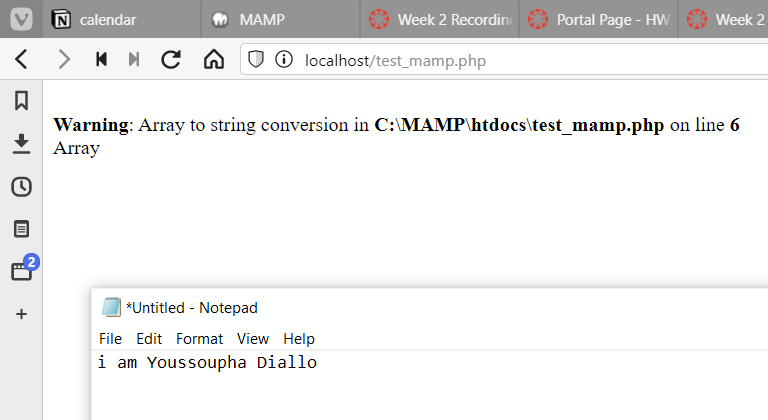 calendar
MAMP
Week 2 Recording
Portal Page - HW
Week 2
localhost/test_mamp.php
Warning: Array to string conversion in C:\MAMP\htdocs\test_mamp.php on line 6
Array
2
*Untitled - Notepad
File Edit Format View Help
i am Youssoupha Diallo